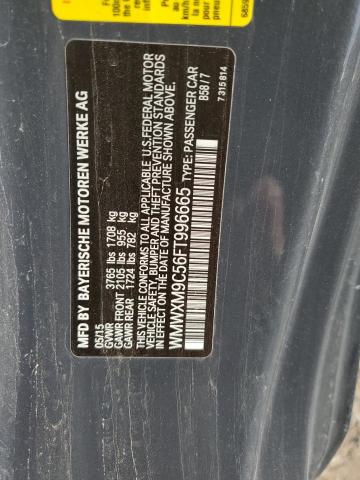 MFD BY BAYERISCHE MOTOREN WERKE AG
05/15
GVWR 3765 lbs 1708 kg
GAWR FRONT 2105 lbs 955 kg
GAWR REAR 1724 lbs 782 kg
THIS VEHICLE CONFORMS TO ALL APPLICABLE U.S.FEDERAL MOTOR
VEHICLE SAFETY, BUMPER AND THEFT PREVENTION STANDARDS
IN EFFECT ON THE DATE OF MANUFACTURE SHOWN ABOVE.
WMWXM9C56FT996665 TYPE: PASSENGER CAR
B58 / 7
7 315 814